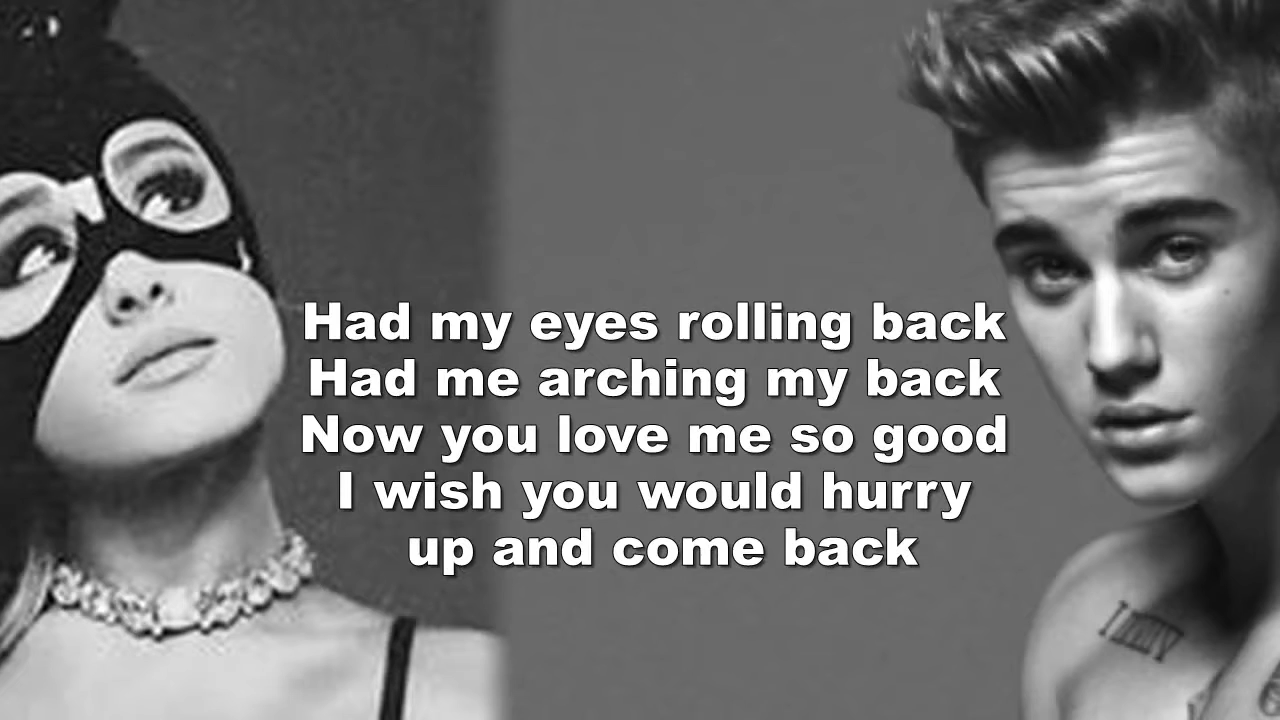 Had my eyes rolling back
Had me arching my back
Now you love me so good
I wish you would hurry
up and come back